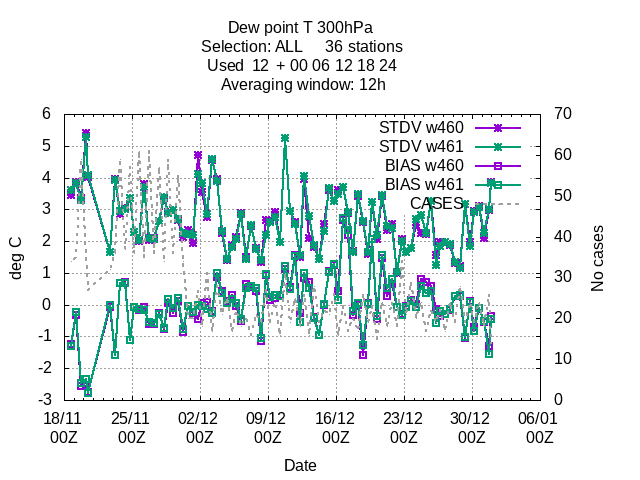 Dew point T 300hPa
Selection: ALL 36 stations
Used 12 + 00 06 12 18 24
Averaging window: 12h
STDV w460
STDV w461
BIAS w460
BIAS w461
CASES
deg C
6
5
4
3
2
1
0
-1
-2
-3
No cases
70
60
50
40
30
20
10
0
18/11 25/11 02/12 09/12 16/12 23/12 30/12 06/01
00Z 00Z 00Z 00Z 00Z 00Z 00Z 00Z
Date